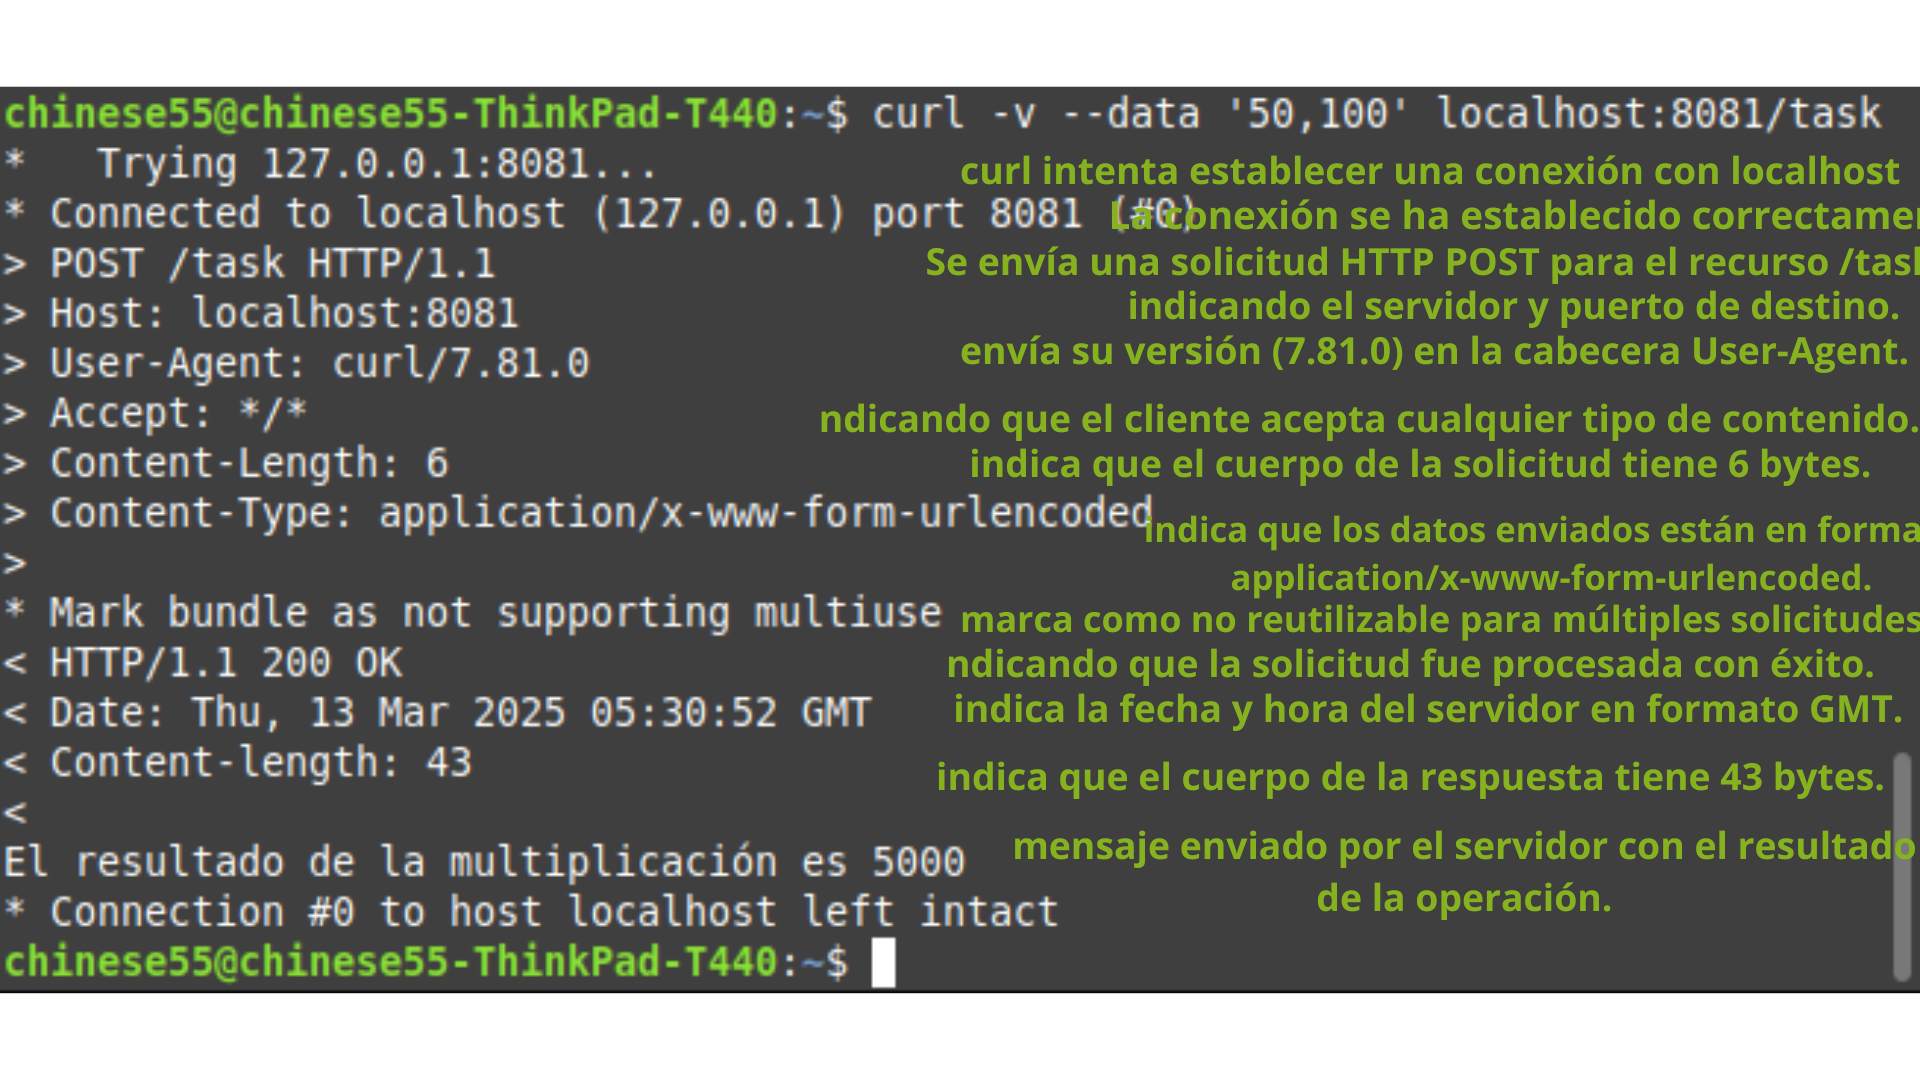 chinese55@chinese55-ThinkPad-T440:~$ curl -v --data '50,100' localhost:8081/task
*   Trying 127.0.0.1:8081...
curl intenta establecer una conexión con localhost
* Connected to localhost (127.0.0.1) port 8081 (#0)
La conexión se ha establecido correctamen
> POST /task HTTP/1.1
Se envía una solicitud HTTP POST para el recurso /task
> Host: localhost:8081
indicando el servidor y puerto de destino.
> User-Agent: curl/7.81.0
envía su versión (7.81.0) en la cabecera User-Agent.
> Accept: */*
ndicando que el cliente acepta cualquier tipo de contenido.
> Content-Length: 6
indica que el cuerpo de la solicitud tiene 6 bytes.
> Content-Type: application/x-www-form-urlencoded
indica que los datos enviados están en forma
>
application/x-www-form-urlencoded.
* Mark bundle as not supporting multiuse
marca como no reutilizable para múltiples solicitudes
< HTTP/1.1 200 OK
ndicando que la solicitud fue procesada con éxito.
< Date: Thu, 13 Mar 2025 05:30:52 GMT
indica la fecha y hora del servidor en formato GMT.
< Content-length: 43
indica que el cuerpo de la respuesta tiene 43 bytes.
<
El resultado de la multiplicación es 5000
mensaje enviado por el servidor con el resultado
* Connection #0 to host localhost left intact
de la operación.
chinese55@chinese55-ThinkPad-T440:~$